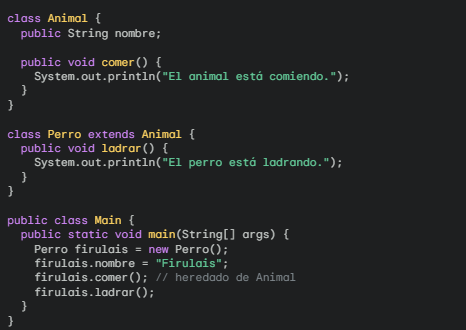 class Animal {
  public String nombre;

  public void comer() {
    System.out.println("El animal está comiendo.");
  }
}

class Perro extends Animal {
  public void ladrar() {
    System.out.println("El perro está ladrando.");
  }
}

public class Main {
  public static void main(String[] args) {
    Perro firulais = new Perro();
    firulais.nombre = "Firulais";
    firulais.comer(); // heredado de Animal
    firulais.ladrar();
  }
}